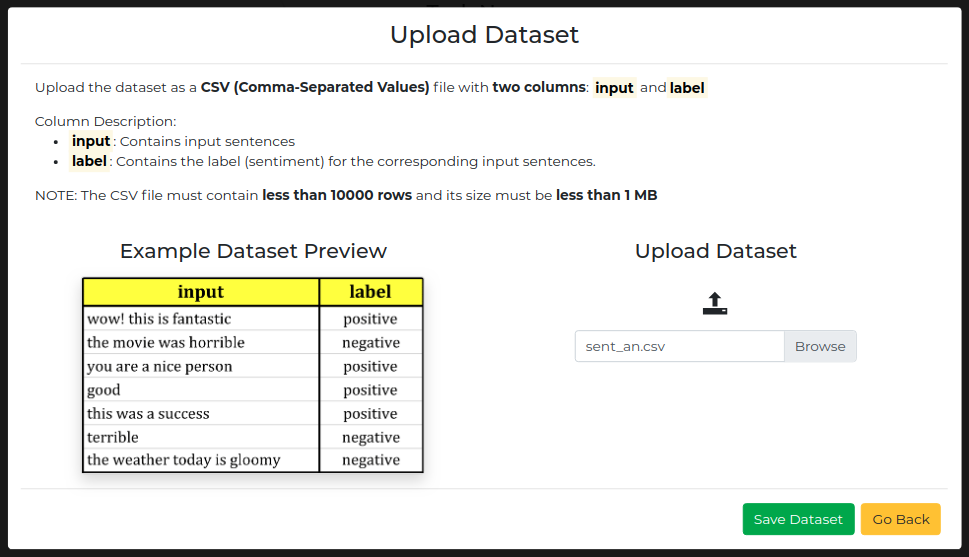 Upload Dataset
Upload the dataset as a CSV (Comma-Separated Values) file with two columns: input and label
Column Description:
• input : Contains input sentences
• label : Contains the label (sentiment) for the corresponding input sentences.
NOTE: The CSV file must contain less than 10000 rows and its size must be less than 1 MB
Example Dataset Preview
input label
wow! this is fantastic positive
the movie was horrible negative
you are a nice person positive
good positive
this was a success positive
terrible negative
the weather today is gloomy negative
Upload Dataset
sent_an.csv Browse
Save Dataset Go Back